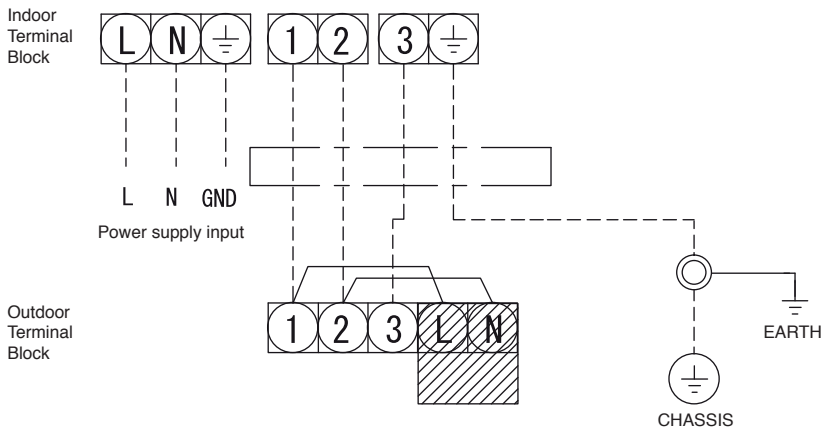 Indoor
Terminal
Block
L N 1 2 3
L N GND
Power supply input
Outdoor
Terminal
Block
1 2 3 L N
EARTH
CHASSIS